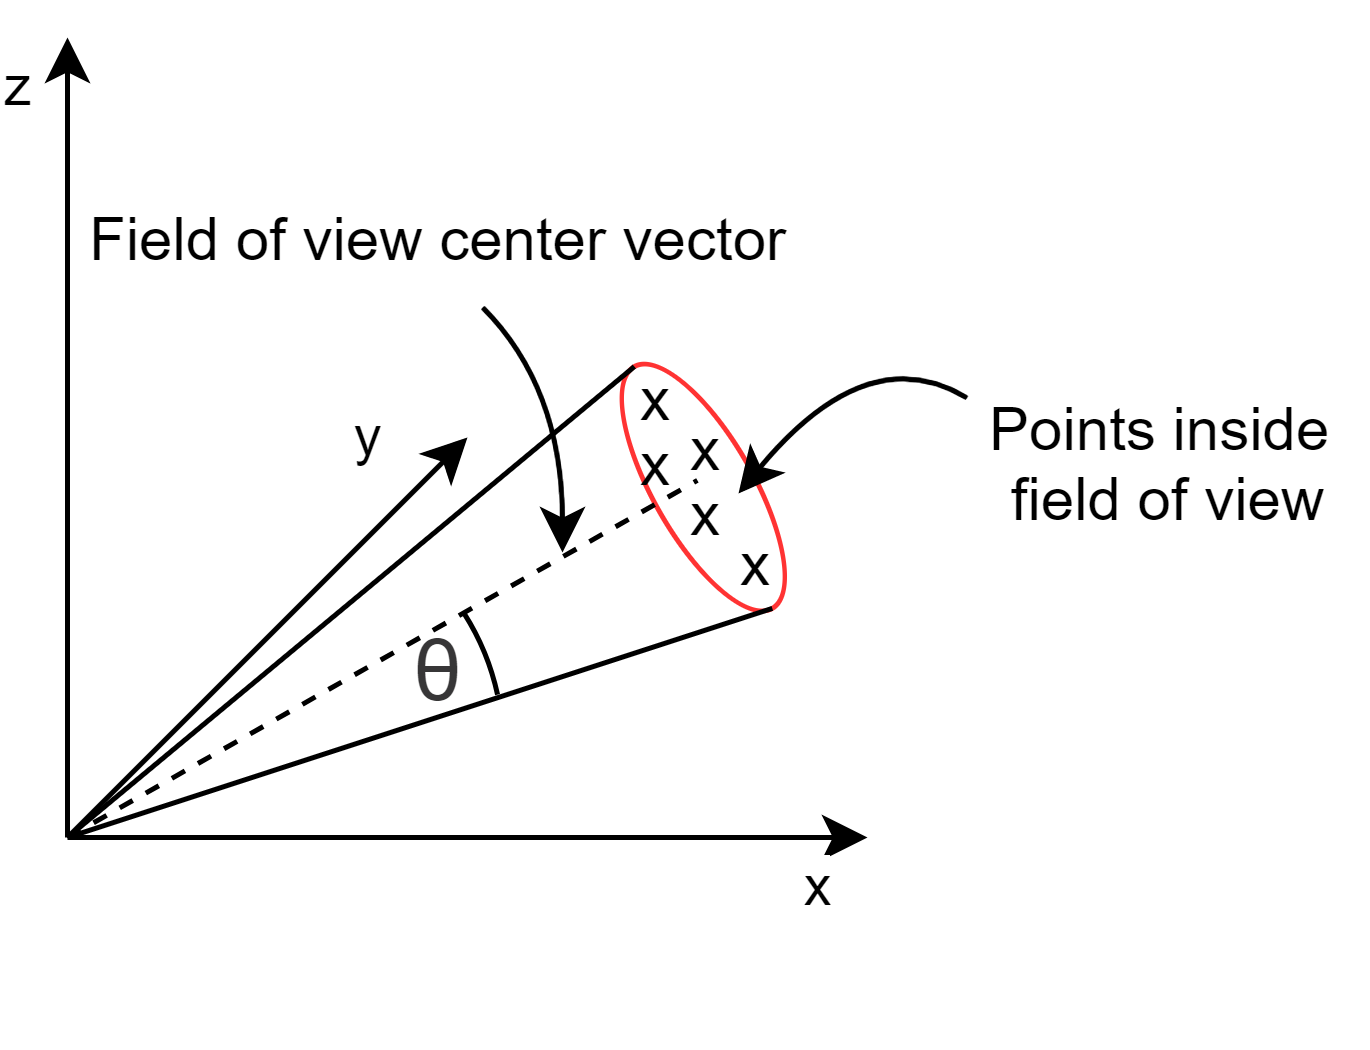 z
Field of view center vector
y
x
x
x
x
x
Points inside
field of view
θ
x